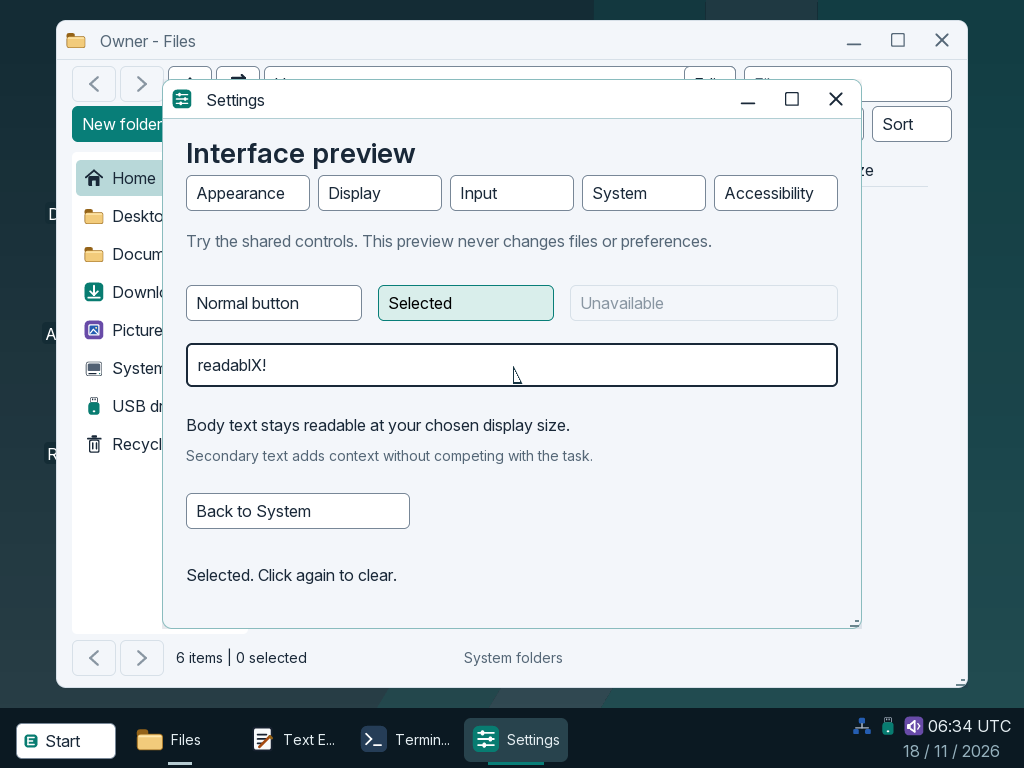 Owner - Files
Settings
New folder
Sort
Interface preview
Home
Appearance Display Input System Accessibility
Try the shared controls. This preview never changes files or preferences.
Normal button Selected Unavailable
readablX!
Body text stays readable at your chosen display size.
Secondary text adds context without competing with the task.
Back to System
Selected. Click again to clear.
System
6 items | 0 selected System folders
Start Files Text E... Termin... Settings
06:34 UTC
18 / 11 / 2026